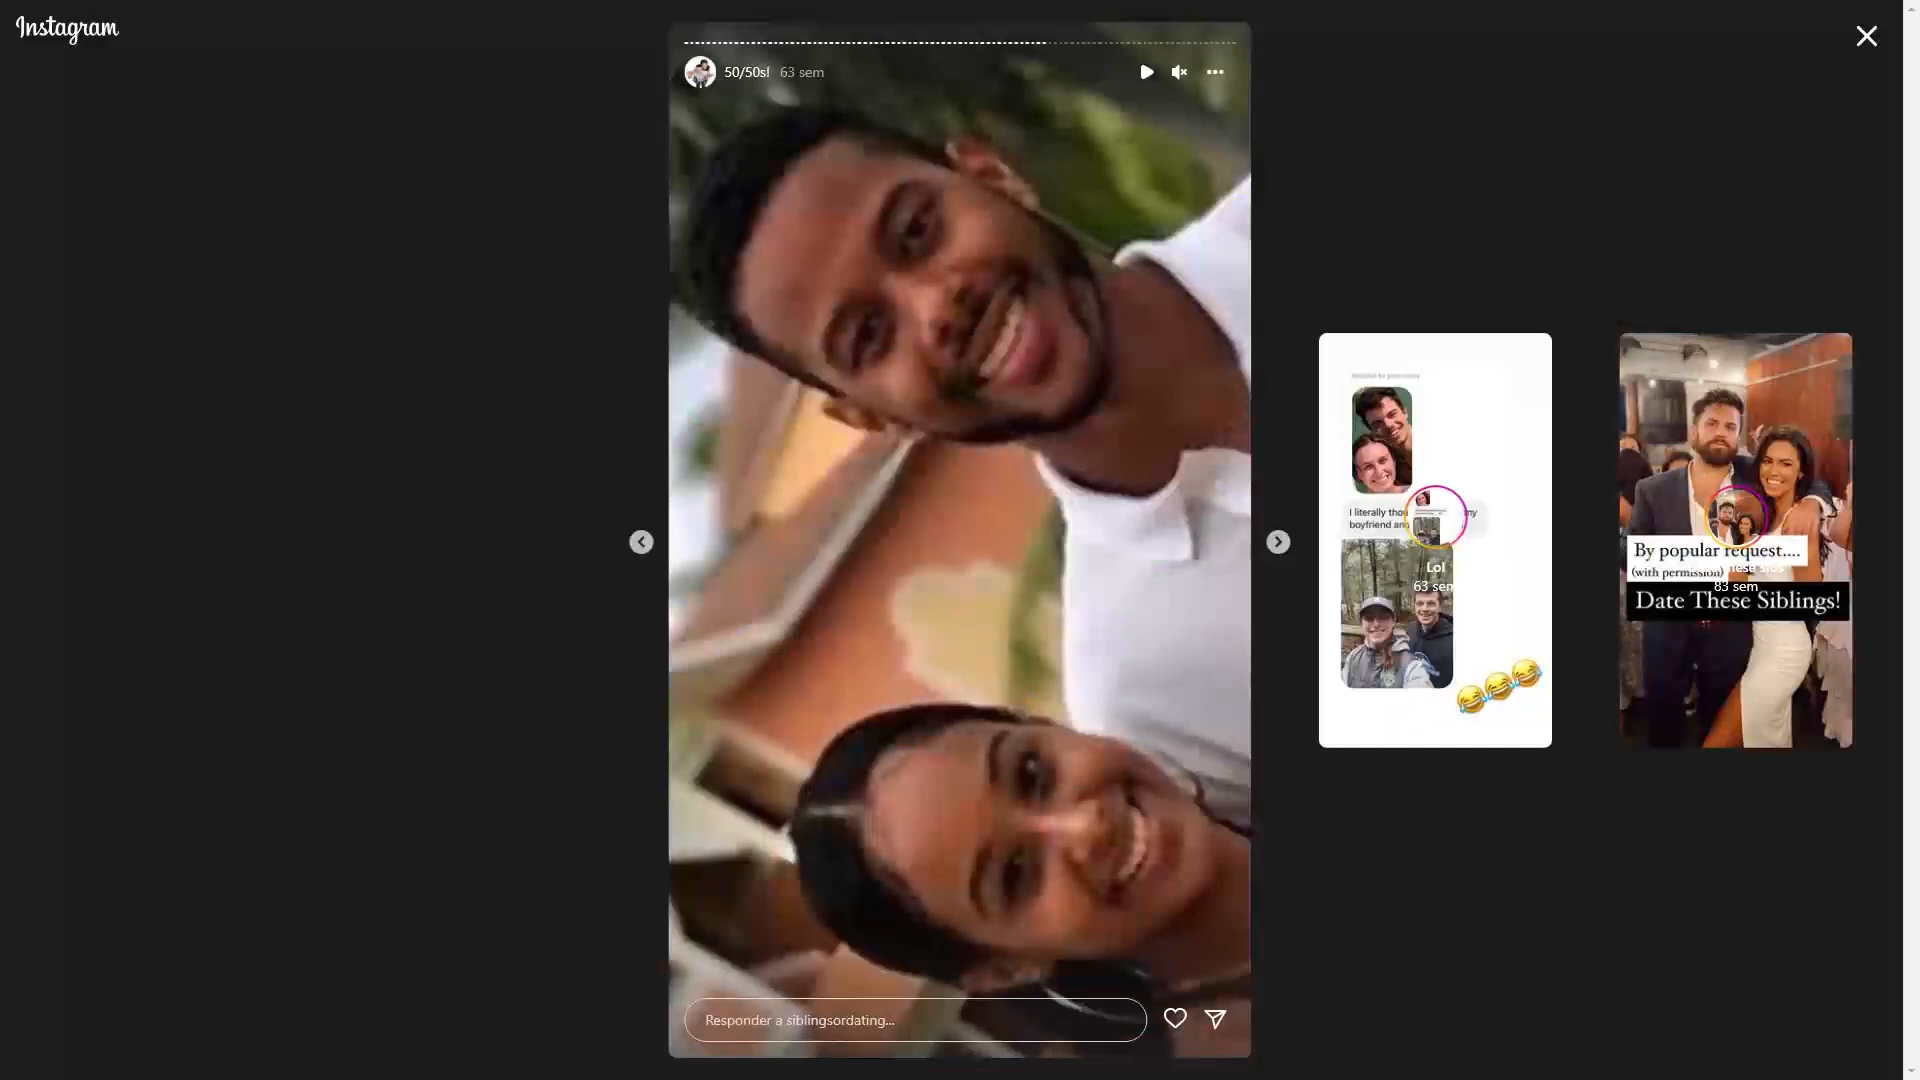 Instagram
50/50s! 63 sem
Responder a siblingsordating...
I literally thou my
boyfriend an
Lol
63 sem
By popular request....
(with permission)
83 sem
Date These Siblings!